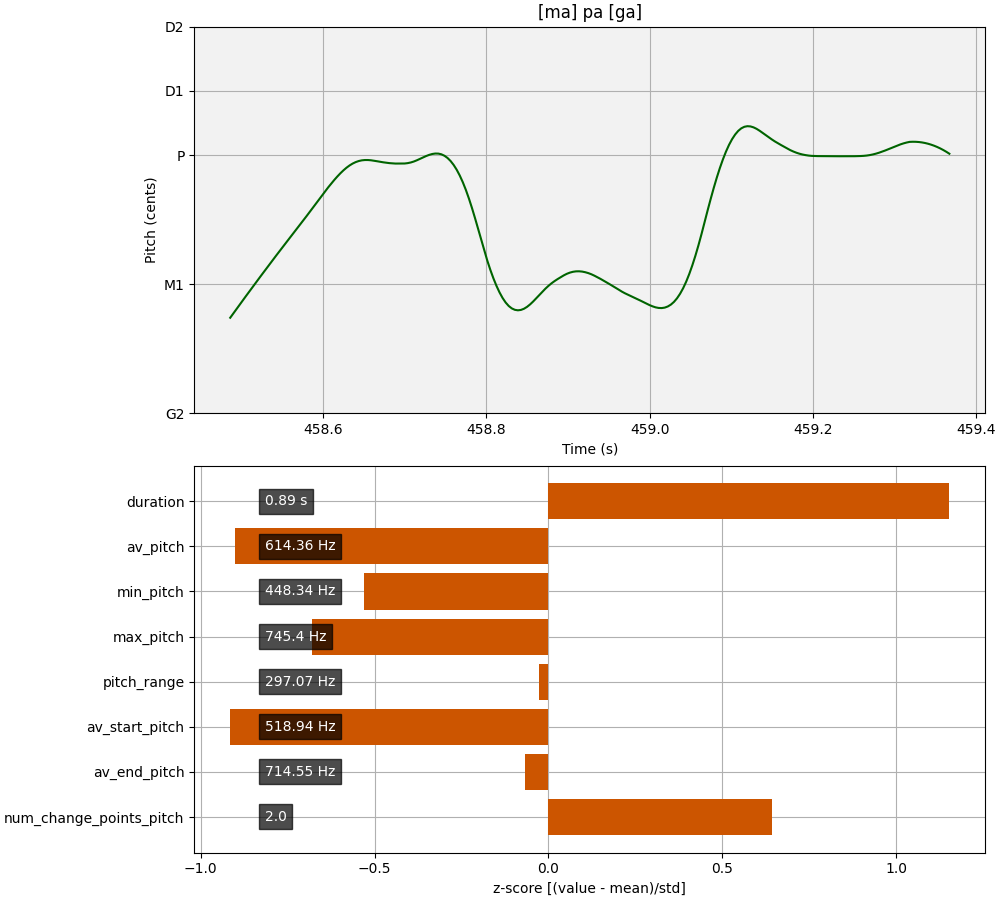 [ma] pa [ga]
D2
D1
P
M1
G2
Pitch (cents)
458.6 458.8 459.0 459.2 459.4
Time (s)
duration 0.89 s
av_pitch 614.36 Hz
min_pitch 448.34 Hz
max_pitch 745.4 Hz
pitch_range 297.07 Hz
av_start_pitch 518.94 Hz
av_end_pitch 714.55 Hz
num_change_points_pitch 2.0
−1.0 −0.5 0.0 0.5 1.0
z-score [(value - mean)/std]